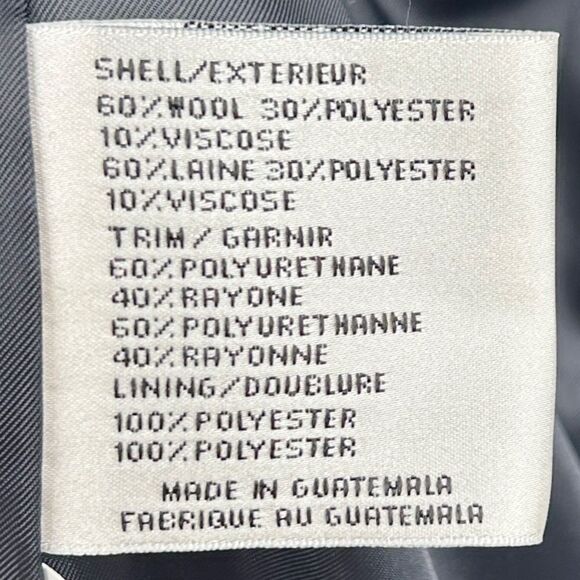 SHELL/EXTERIEUR
60%WOOL 30%POLYESTER
10%VISCOSE
60%LAINE 30%POLYESTER
10%VISCOSE
TRIM/ GARNIR
60%POLYURETHANE
40%RAYONE
60%POLYURETHANNE
40%RAYONNE
LINING/DOUBLURE
100%POLYESTER
100%POLYESTER
MADE IN GUATEMALA
FABRIQUE AU GUATEMALA